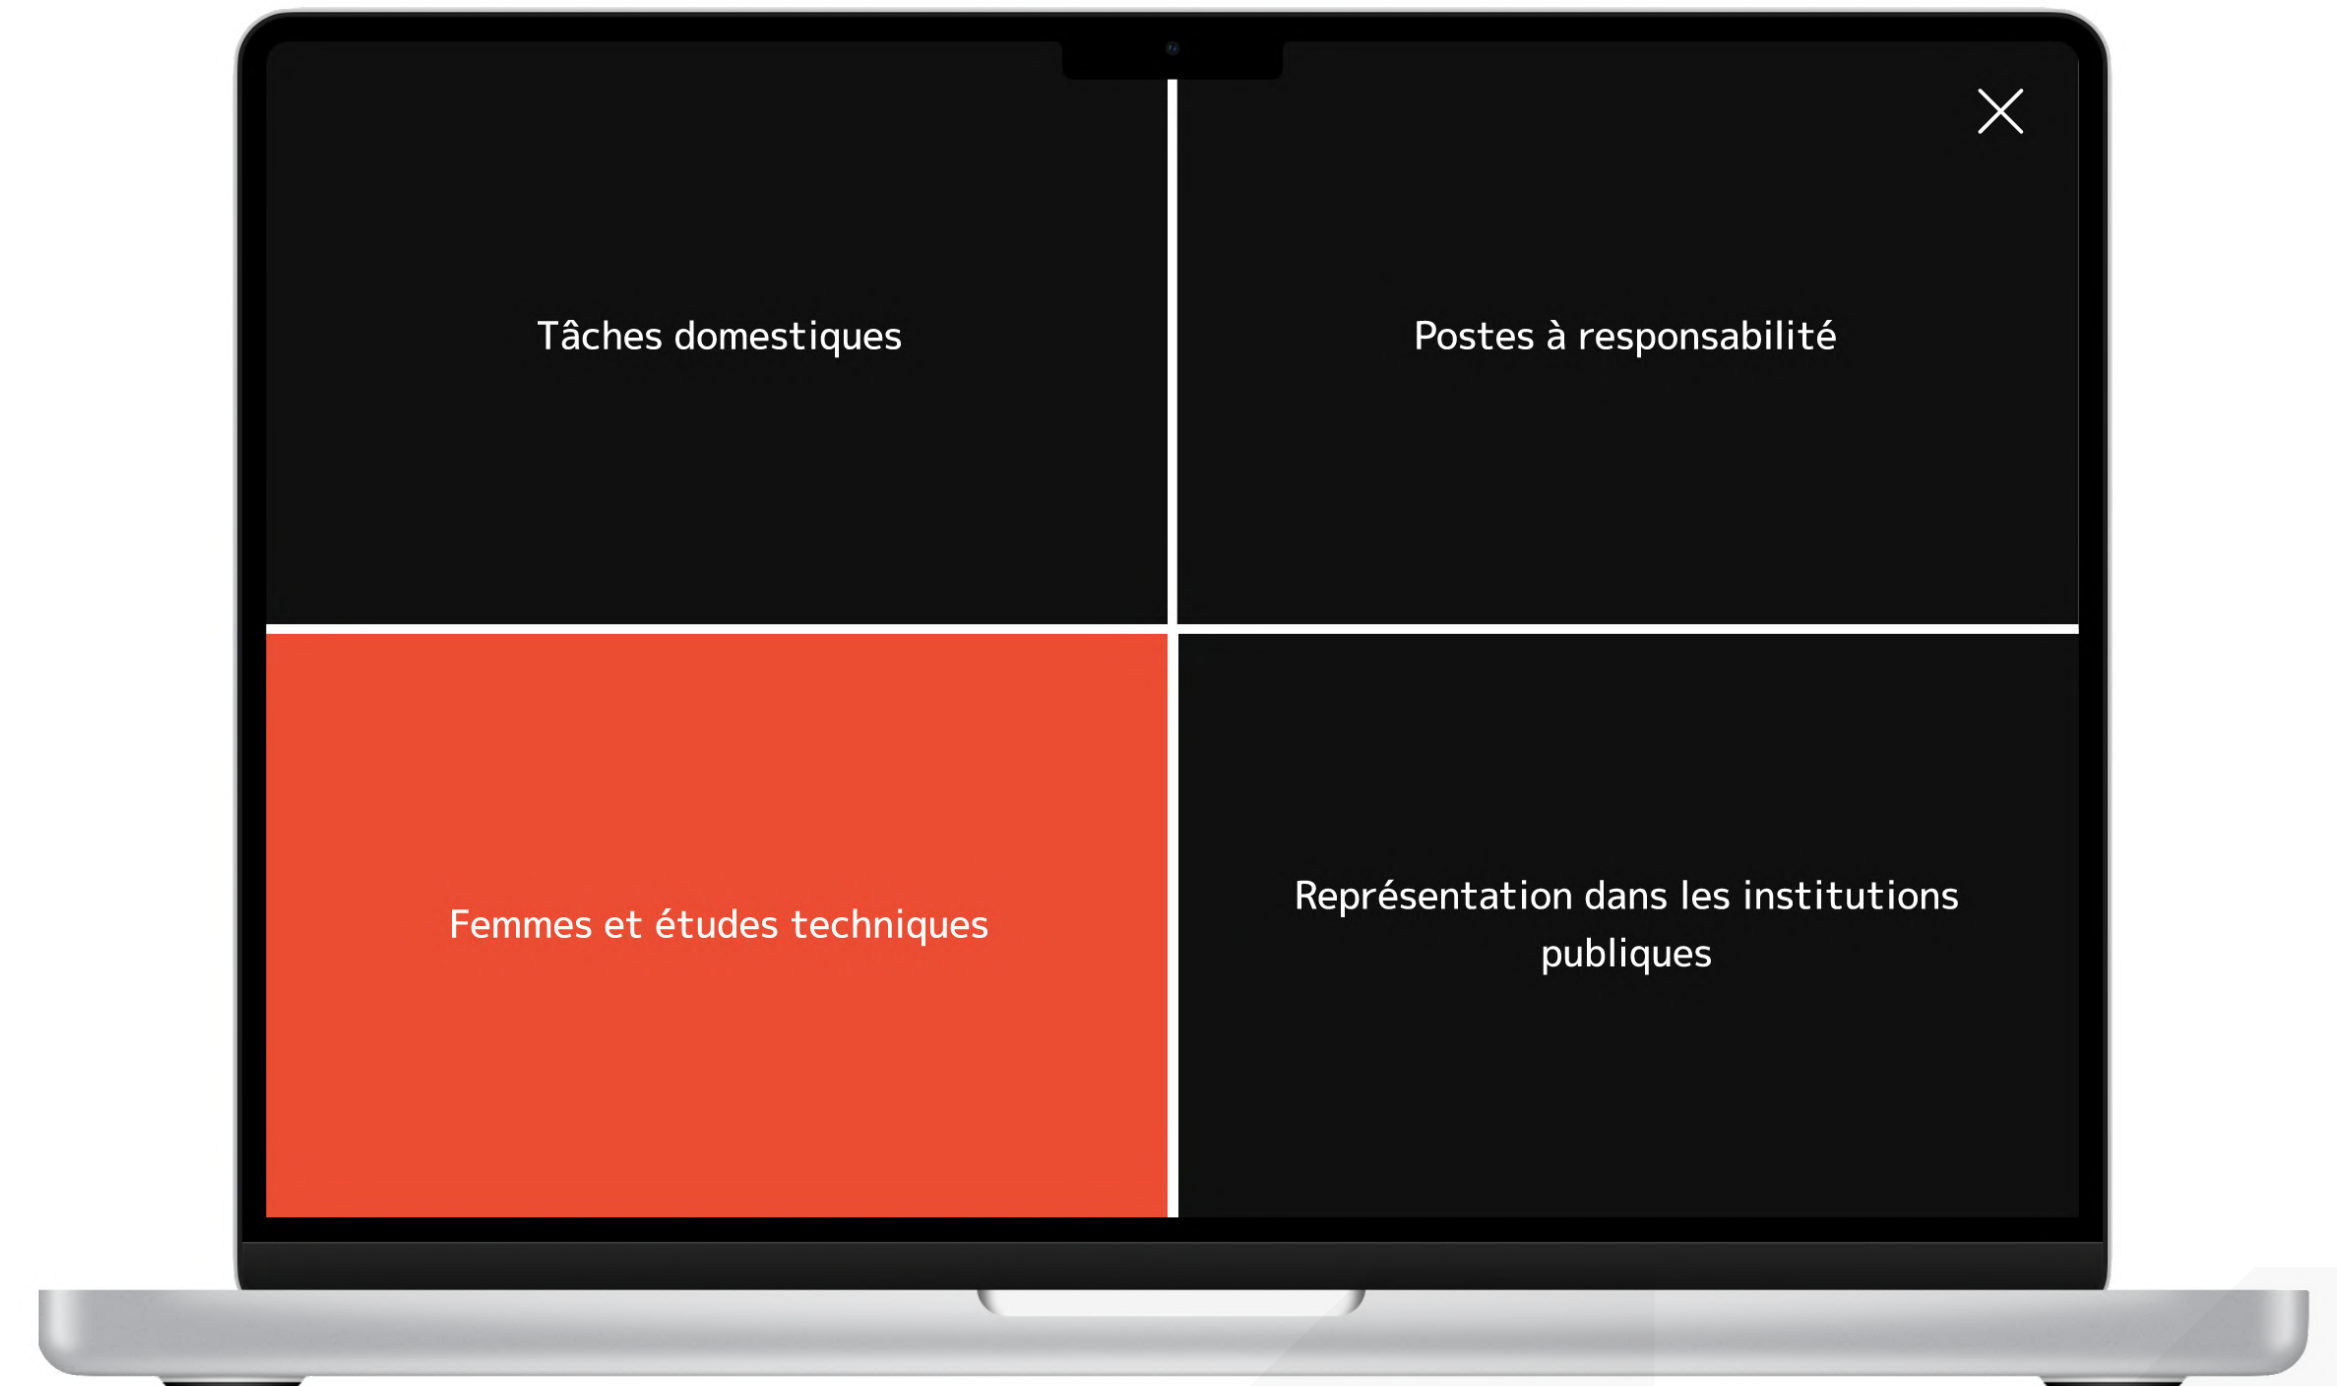 Tâches domestiques
Postes à responsabilité
Femmes et études techniques
Représentation dans les institutions
publiques